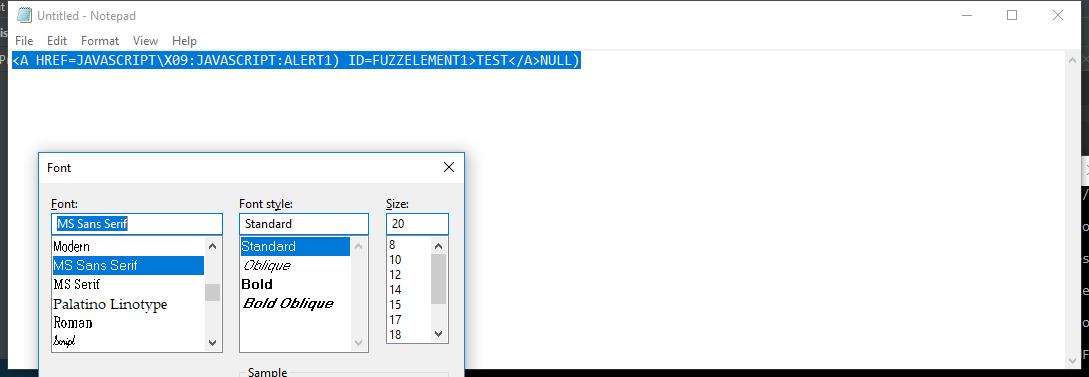 Untitled - Notepad
File Edit Format View Help
<A HREF=JAVASCRIPT\X09:JAVASCRIPT:ALERT1) ID=FUZZELEMENT1>TEST</A>NULL)
Font
Font: Font style: Size:
MS Sans Serif Standard 20
Modern Standard 8
MS Sans Serif Oblique 10
MS Serif Bold 12
Palatino Linotype Bold Oblique 14
Roman 15
Script 17
18
Sample